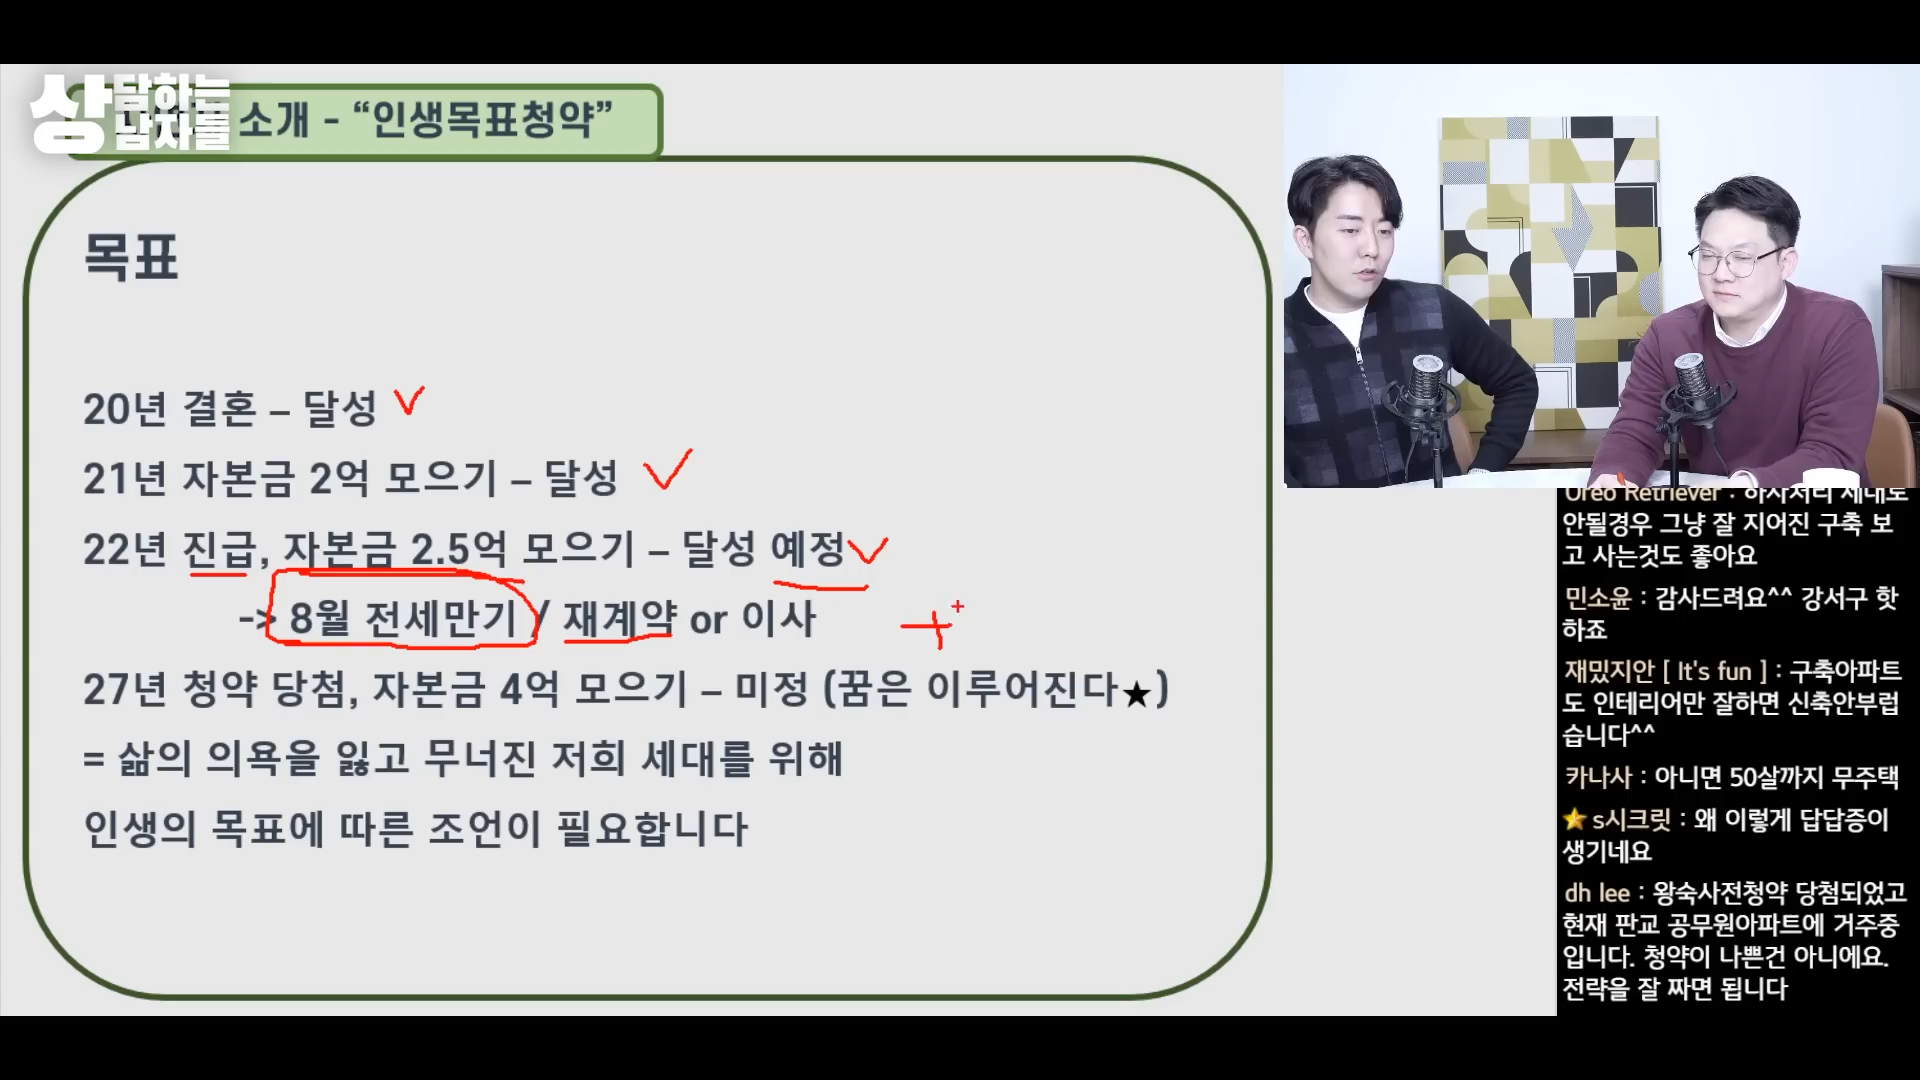 상담하는
남자들
소개 - “인생목표청약”
목표
20년 결혼 – 달성
21년 자본금 2억 모으기 – 달성
22년 진급, 자본금 2.5억 모으기 – 달성 예정
-> 8월 전세만기 / 재계약 or 이사
27년 청약 당첨, 자본금 4억 모으기 – 미정 (꿈은 이루어진다★)
= 삶의 의욕을 잃고 무너진 저희 세대를 위해
인생의 목표에 따른 조언이 필요합니다
Oreo Retriever : 하자처리 제대로
안될경우 그냥 잘 지어진 구축 보
고 사는것도 좋아요
민소윤 : 감사드려요^^ 강서구 핫
하죠
재밌지안 [ It's fun ] : 구축아파트
도 인테리어만 잘하면 신축안부럽
습니다^^
카나사 : 아니면 50살까지 무주택
⭐ s시크릿 : 왜 이렇게 답답증이
생기네요
dh lee : 왕숙사전청약 당첨되었고
현재 판교 공무원아파트에 거주중
입니다. 청약이 나쁜건 아니에요.
전략을 잘 짜면 됩니다